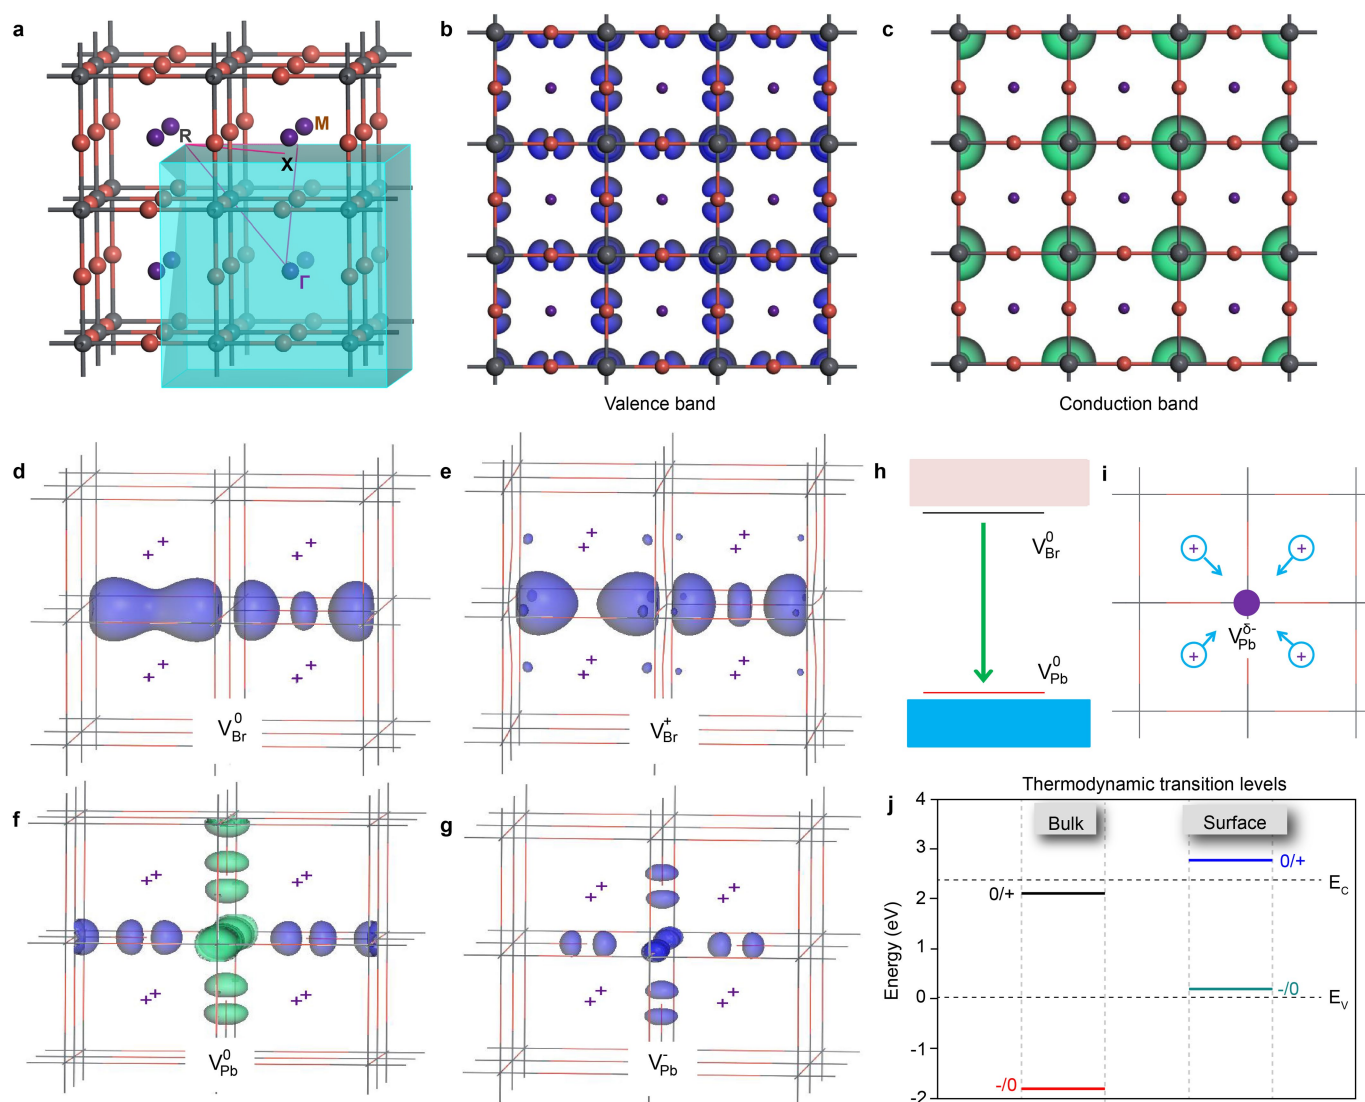 a
R
M
X
Γ
b
Valence band
c
Conduction band
d
V⁰Br
e
V⁺Br
f
V⁰Pb
g
V⁻Pb
h
V⁰Br
V⁰Pb
i
+ +
Vδ-Pb
+ +
j
Thermodynamic transition levels
Bulk Surface
Energy (eV)
4
3
2
1
0
-1
-2
0/+
-/0
0/+
-/0
EC
EV